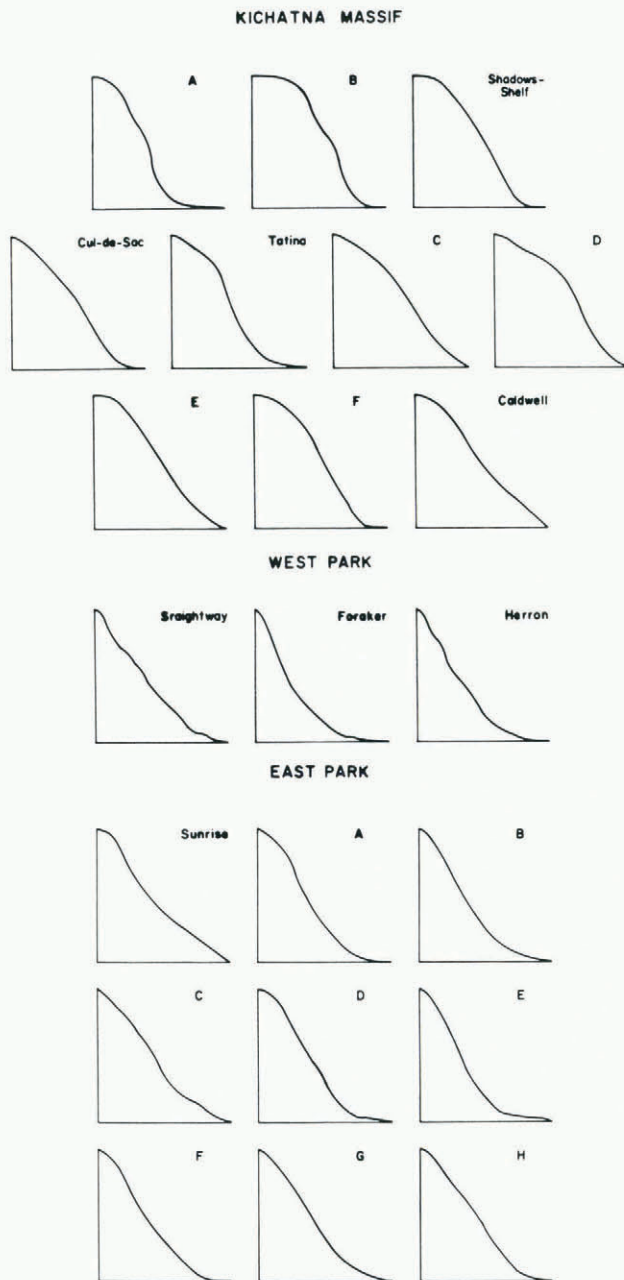 KICHATNA MASSIF
A
B
Shadows-
Shelf
Cul-de-Sac
Tatina
C
D
E
F
Caldwell
WEST PARK
Sraightway
Foraker
Herron
EAST PARK
Sunrise
A
B
C
D
E
F
G
H